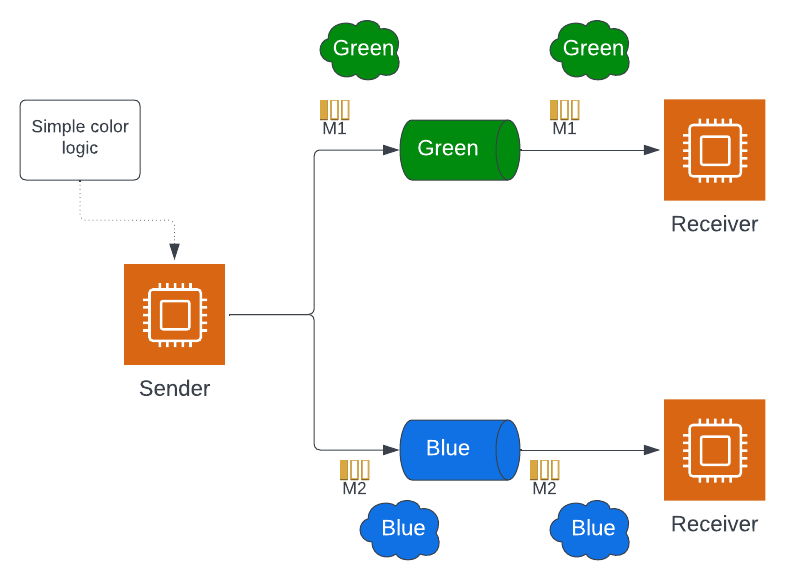 Green
Green
M1
M1
Simple color
logic
Green
Receiver
Sender
Blue
M2
M2
Blue
Blue
Receiver